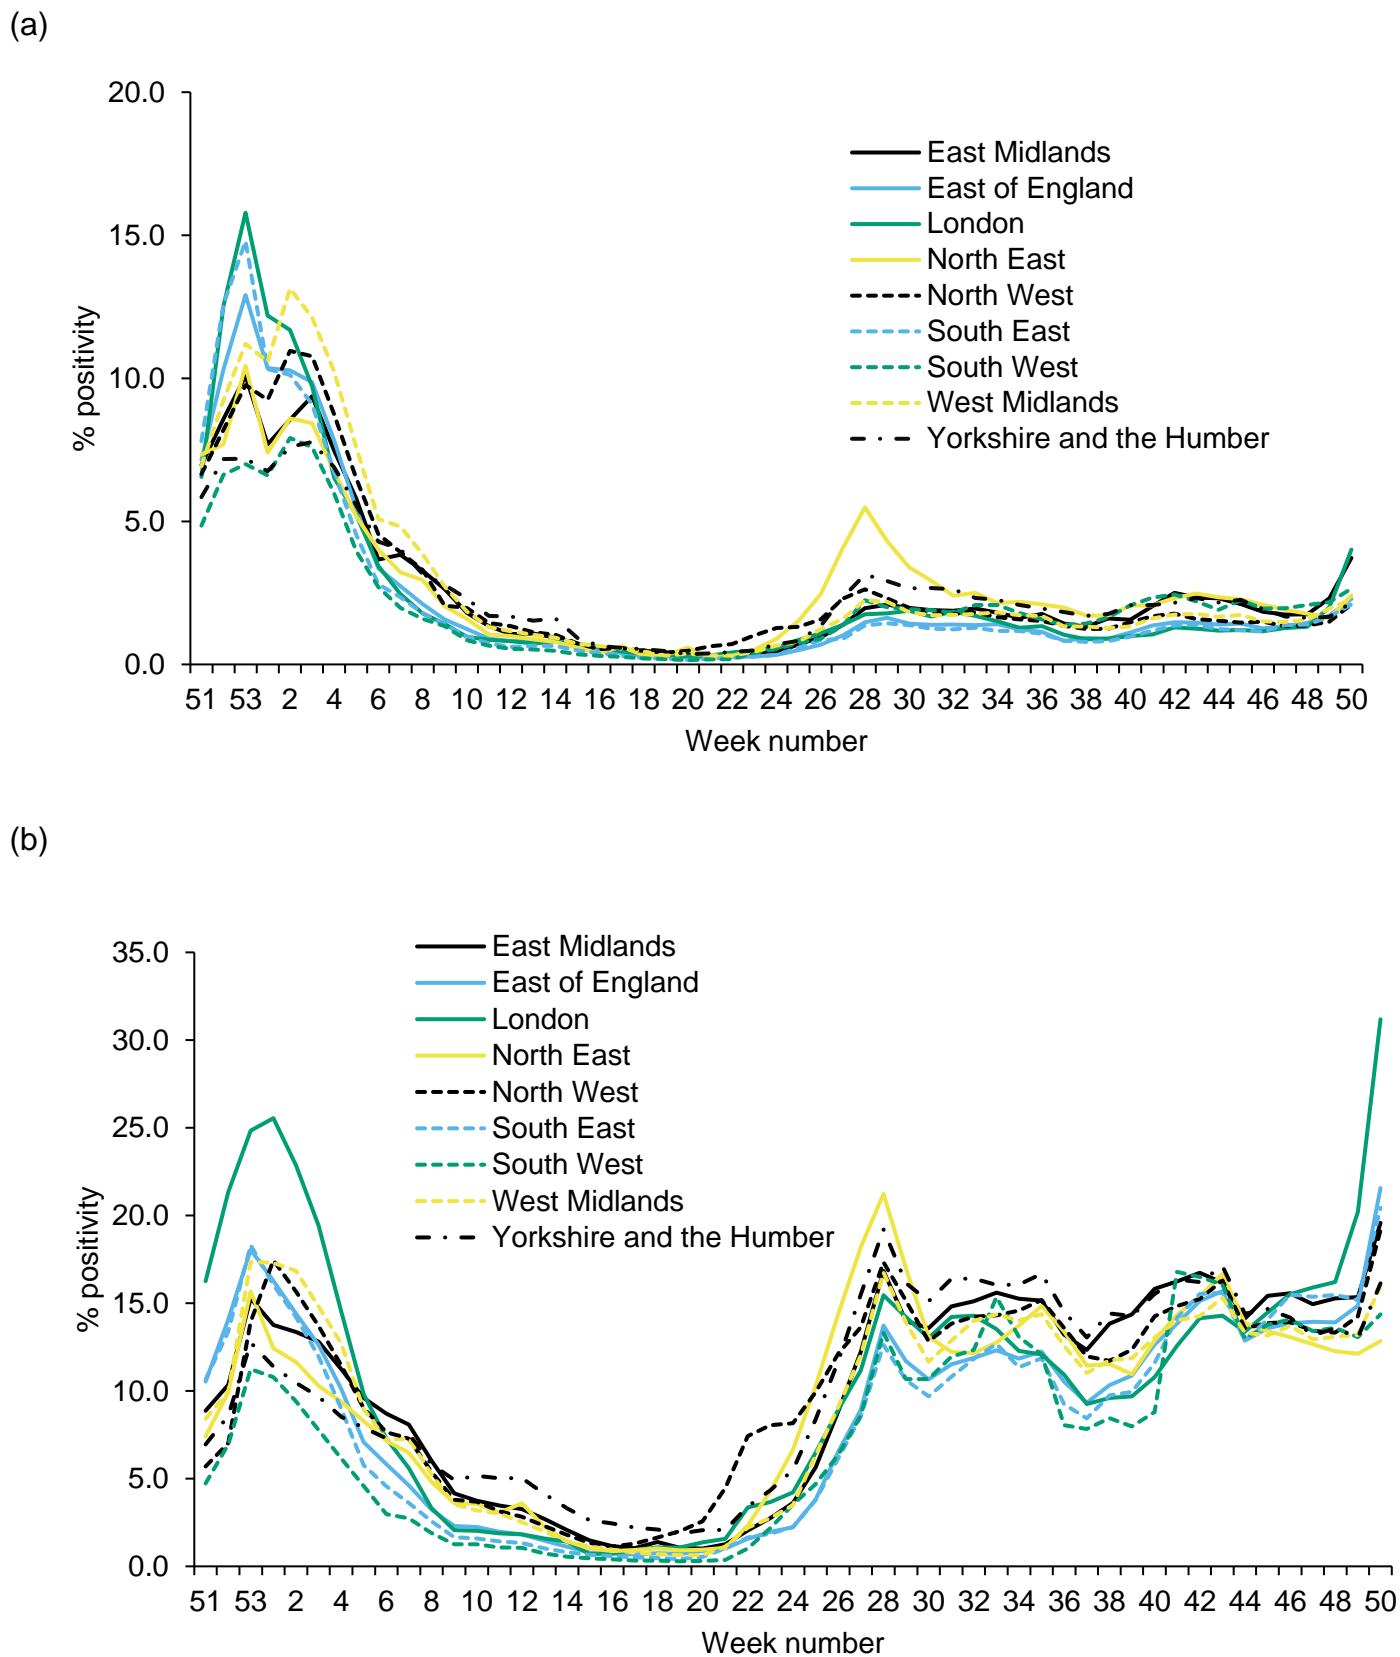 (a)
20.0
15.0
10.0
5.0
0.0
% positivity
East Midlands
East of England
London
North East
North West
South East
South West
West Midlands
Yorkshire and the Humber
51 53 2 4 6 8 10 12 14 16 18 20 22 24 26 28 30 32 34 36 38 40 42 44 46 48 50
Week number
(b)
35.0
30.0
25.0
20.0
15.0
10.0
5.0
0.0
% positivity
East Midlands
East of England
London
North East
North West
South East
South West
West Midlands
Yorkshire and the Humber
51 53 2 4 6 8 10 12 14 16 18 20 22 24 26 28 30 32 34 36 38 40 42 44 46 48 50
Week number